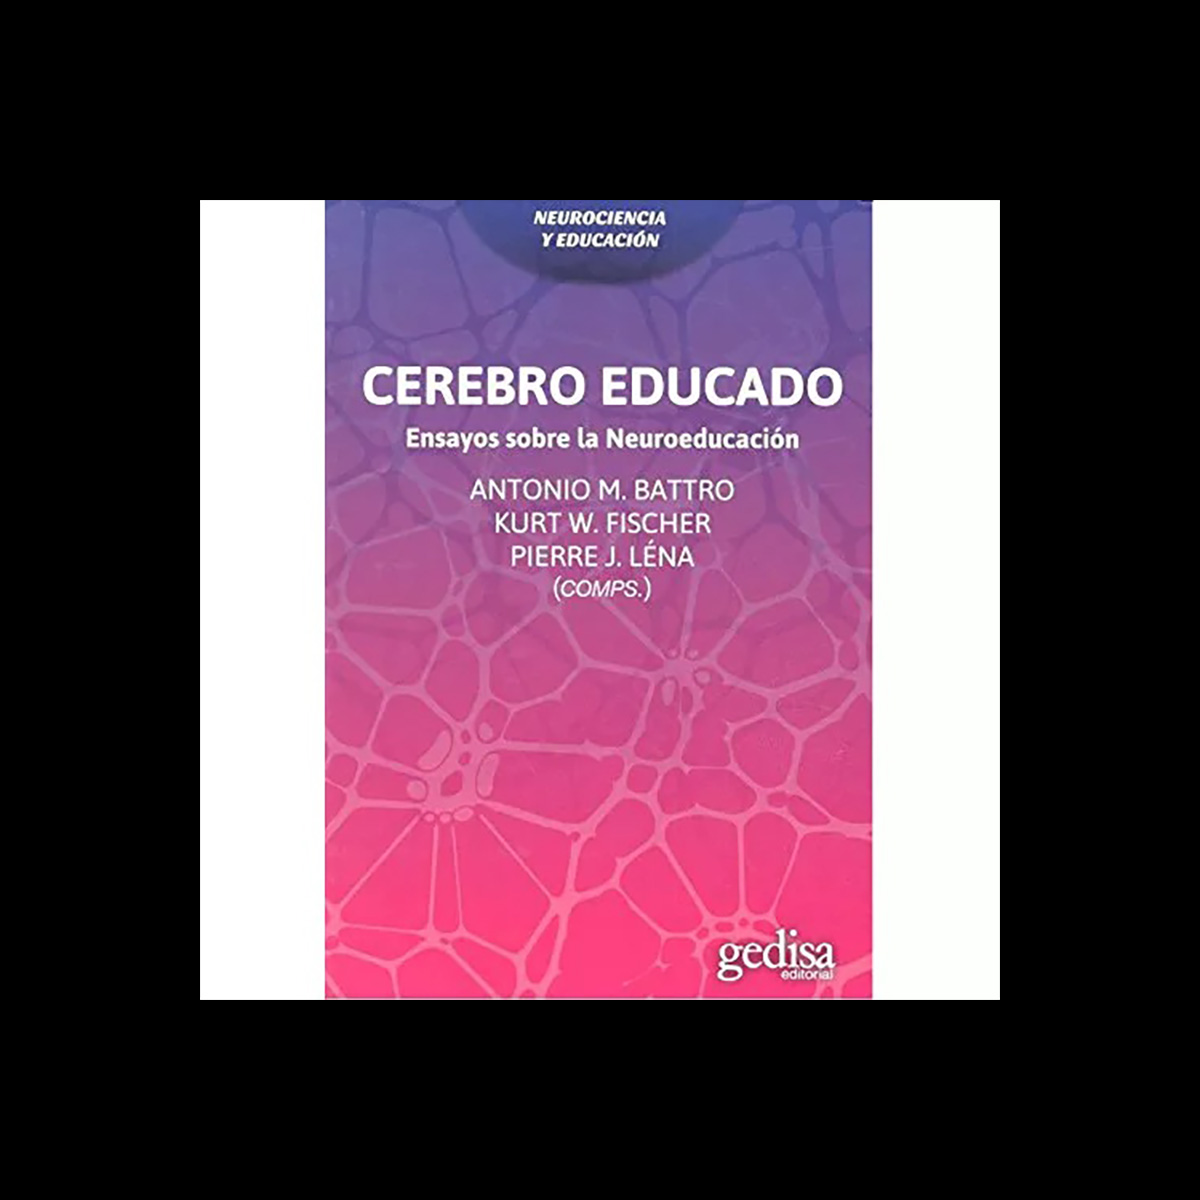 NEUROCIENCIA
Y EDUCACIÓN
CEREBRO EDUCADO
Ensayos sobre la Neuroeducación
ANTONIO M. BATTRO
KURT W. FISCHER
PIERRE J. LÉNA
(COMPS.)
gedisa
editorial